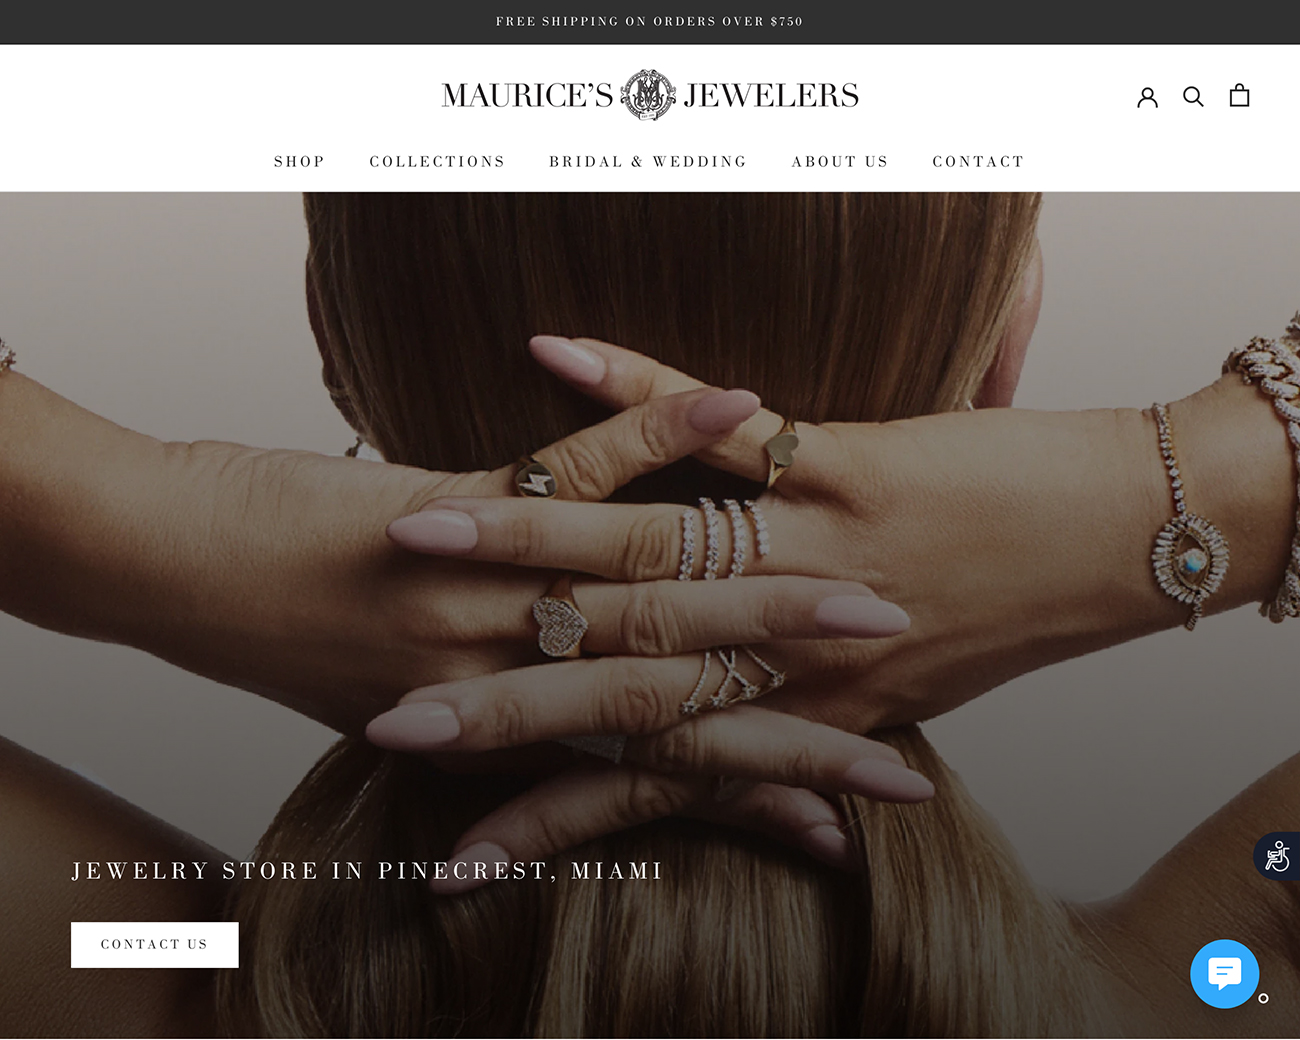 FREE SHIPPING ON ORDERS OVER $750
MAURICE'S JEWELERS
SHOP COLLECTIONS BRIDAL & WEDDING ABOUT US CONTACT
JEWELRY STORE IN PINECREST, MIAMI
CONTACT US